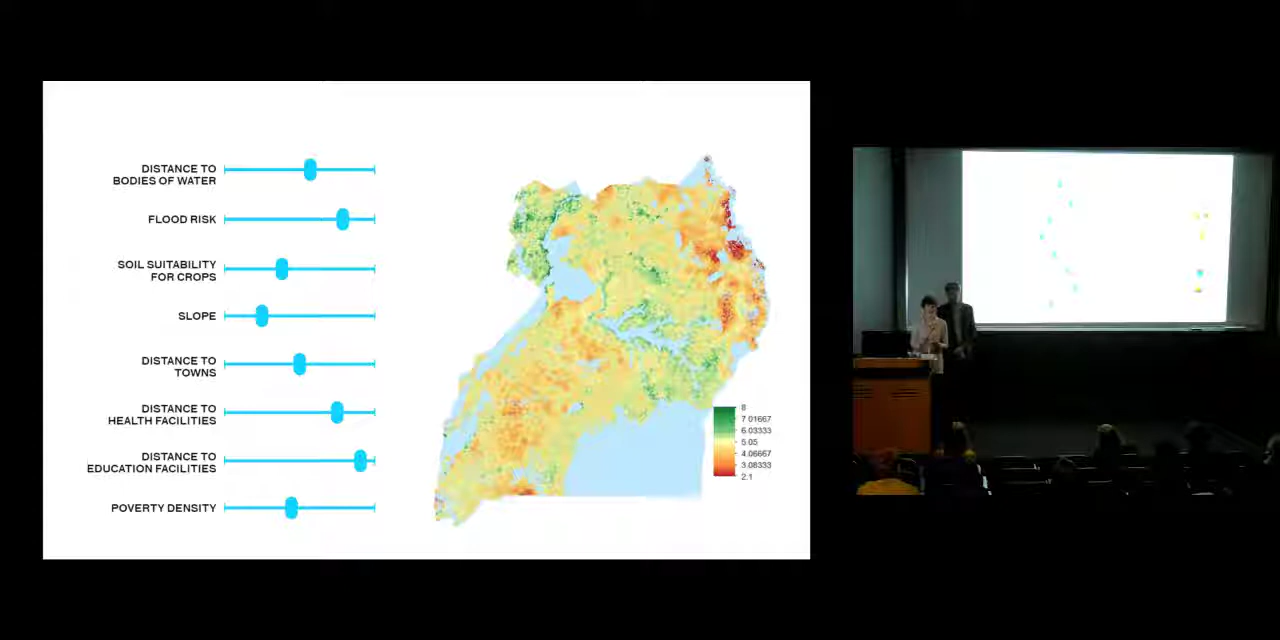 DISTANCE TO
BODIES OF WATER
FLOOD RISK
SOIL SUITABILITY
FOR CROPS
SLOPE
DISTANCE TO
TOWNS
DISTANCE TO
HEALTH FACILITIES
DISTANCE TO
EDUCATION FACILITIES
POVERTY DENSITY
8
7.01667
6.03333
5.05
4.06667
3.08333
2.1